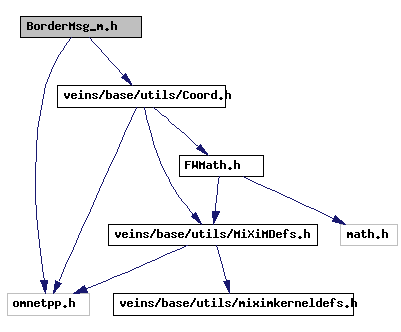 BorderMsg_m.h
veins/base/utils/Coord.h
FWMath.h
veins/base/utils/MiXiMDefs.h
math.h
omnetpp.h
veins/base/utils/miximkerneldefs.h